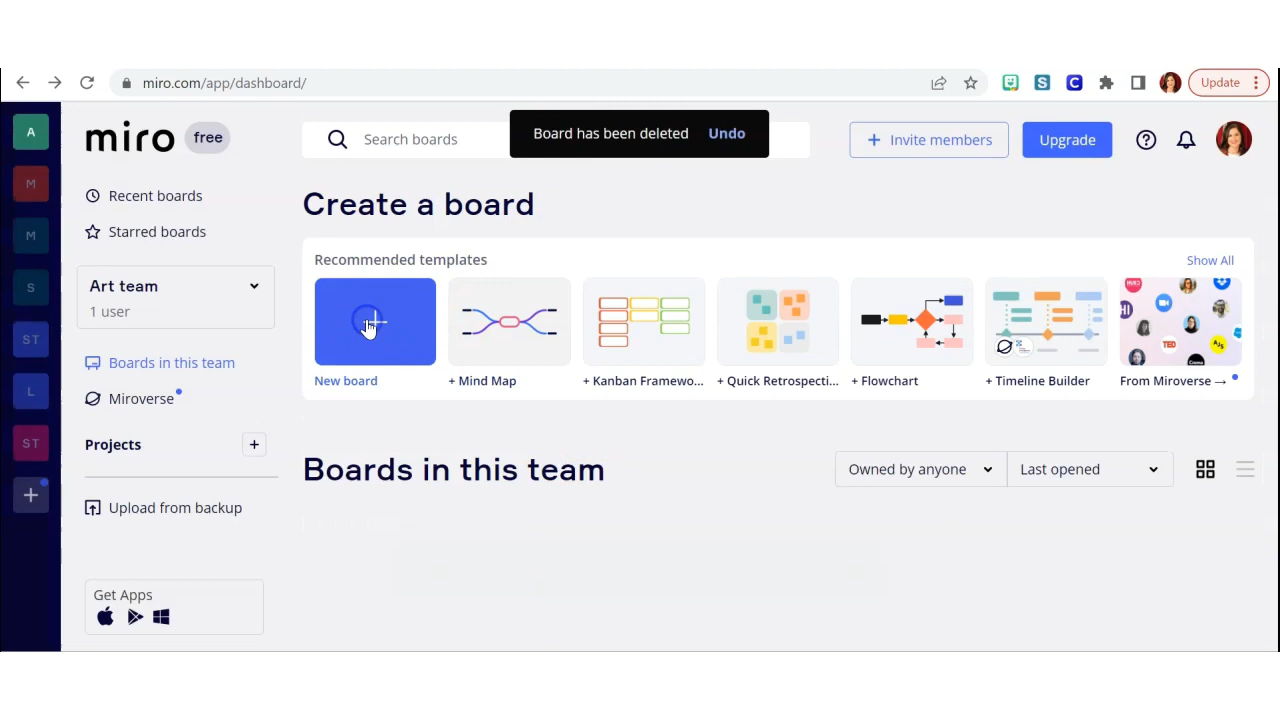 miro.com/app/dashboard/
Update
A
M
M
S
ST
L
ST
miro free
Search boards
Board has been deleted Undo
Invite members
Upgrade
Recent boards
Starred boards
Art team
1 user
Boards in this team
Miroverse
Projects
Upload from backup
Get Apps
Create a board
Recommended templates
Show All
New board
+ Mind Map
+ Kanban Framewo...
+ Quick Retrospecti...
+ Flowchart
+ Timeline Builder
TED
From Miroverse →
Boards in this team
Owned by anyone
Last opened